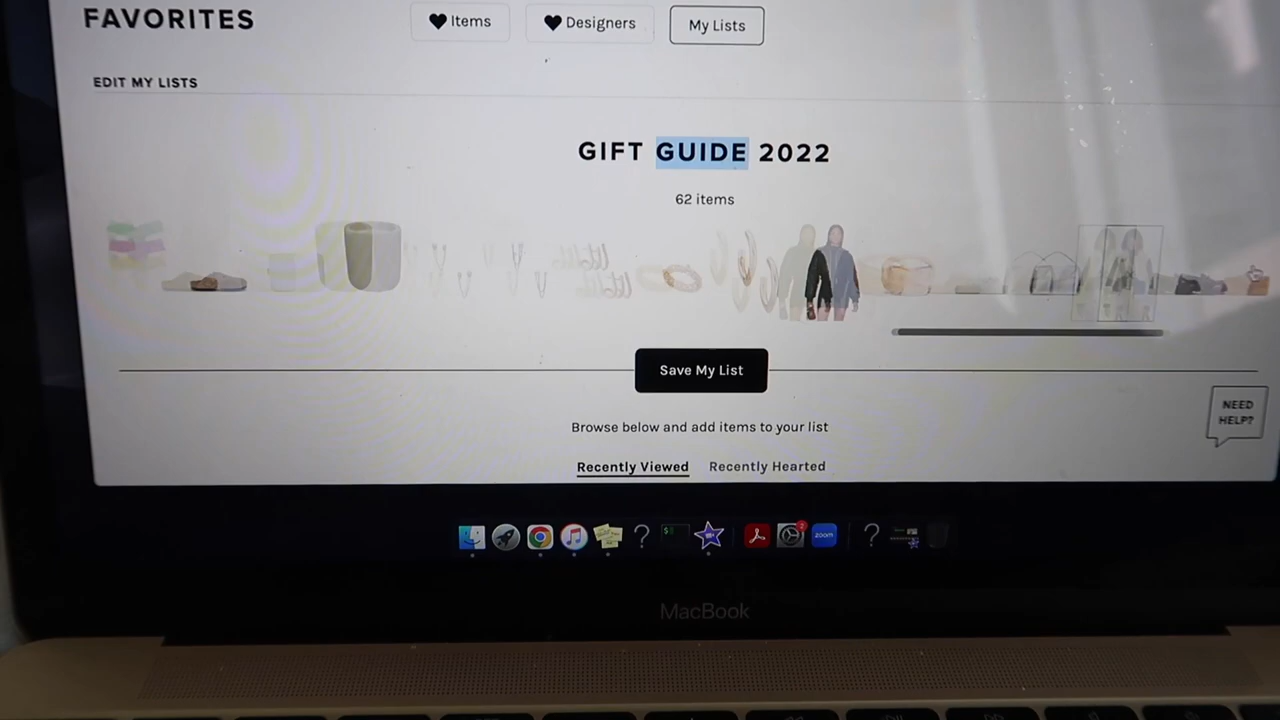 FAVORITES
Items
Designers
My Lists
EDIT MY LISTS
GIFT GUIDE 2022
62 items
Save My List
NEED
HELP?
Browse below and add items to your list
Recently Viewed
Recently Hearted
zoom
MacBook